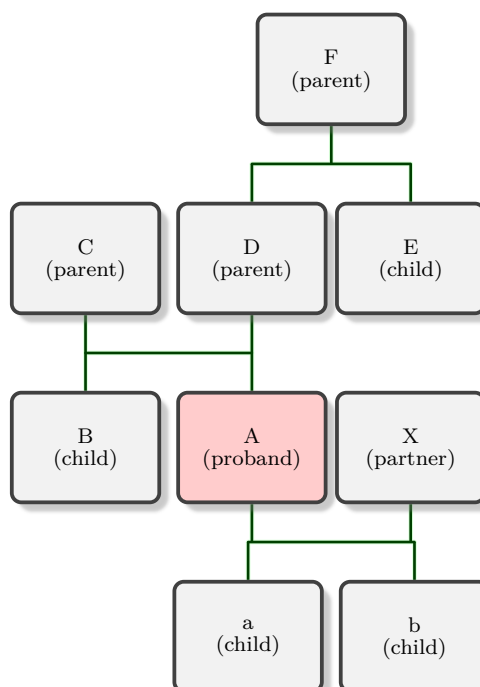 F
(parent)
C
(parent)
D
(parent)
E
(child)
B
(child)
A
(proband)
X
(partner)
a
(child)
b
(child)